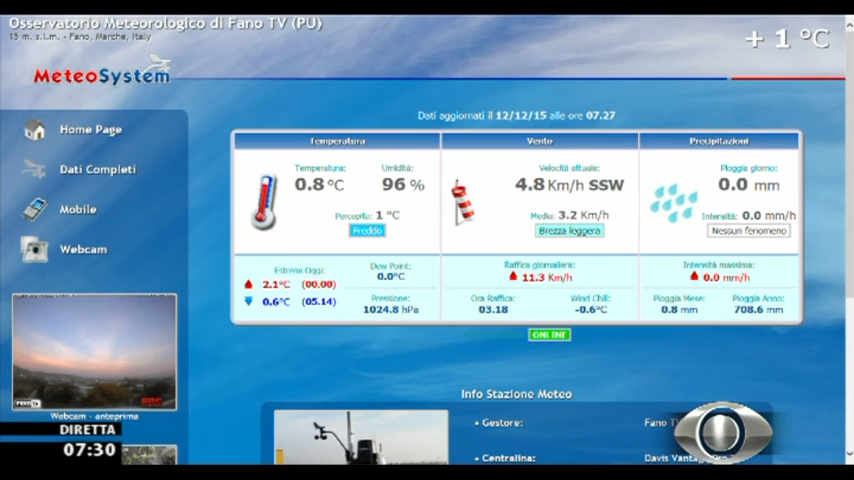 Osservatorio Meteorologico di Fano TV (PU)
15 m. s.l.m. - Fano, Marche, Italy
+ 1 °C
MeteoSystem
Home Page
Dati Completi
Mobile
Webcam
Webcam - anteprima
DIRETTA
07:30
Dati aggiornati il 12/12/15 alle ore 07.27
Temperatura
Vento
Precipitazioni
Temperatura:
Umidità:
0.8 °C
96 %
Percepita: 1 °C
Freddo
Velocità attuale:
4.8 Km/h SSW
Media: 3.2 Km/h
Brezza leggera
Pioggia giorno:
0.0 mm
Intensità: 0.0 mm/h
Nessun fenomeno
Estremi Oggi:
2.1°C (00.00)
0.6°C (05.14)
Dew Point:
0.0°C
Pressione:
1024.8 hPa
Raffica giornaliera:
11.3 Km/h
Ora Raffica:
03.18
Wind Chill:
-0.6°C
Intensità massima:
0.0 mm/h
Pioggia Mese:
0.8 mm
Pioggia Anno:
708.6 mm
ONLINE
Info Stazione Meteo
• Gestore:
Fano
• Centralina:
Davis